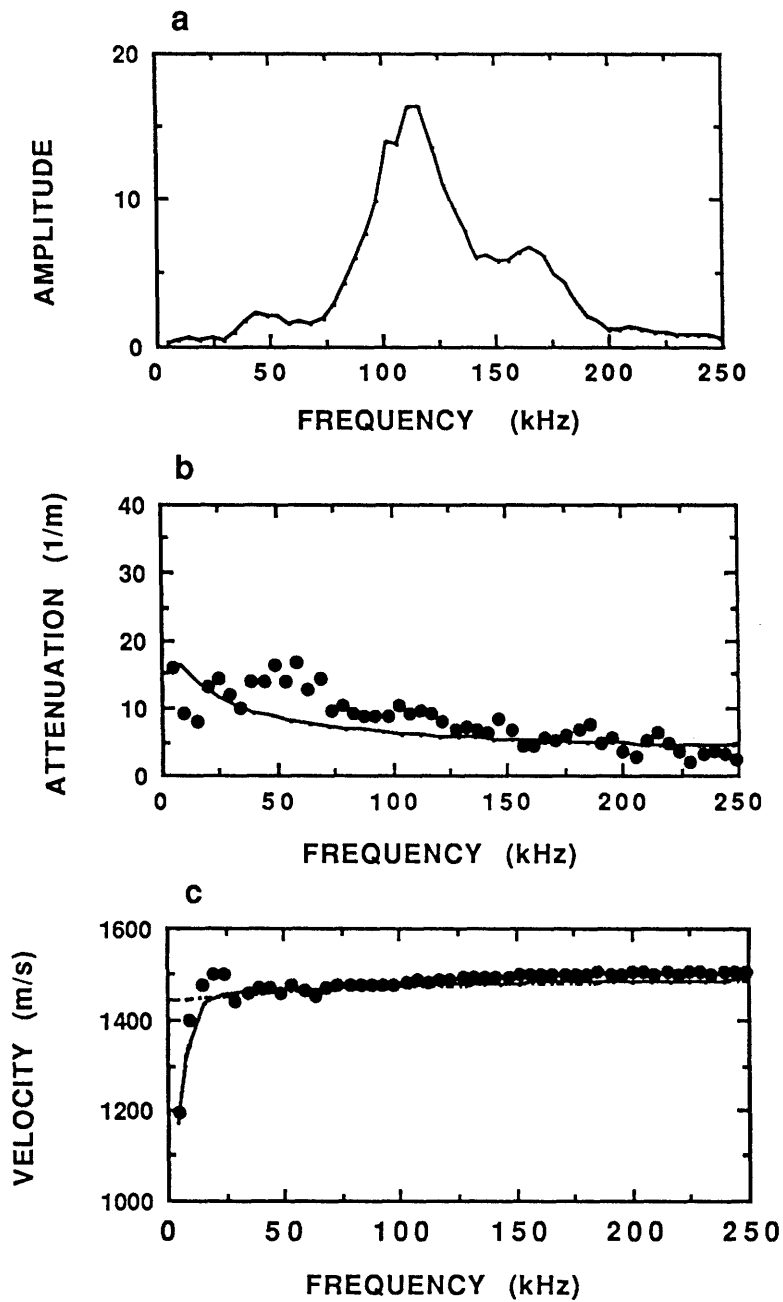 a
20
10
0
AMPLITUDE
0 50 100 150 200 250
FREQUENCY (kHz)
b
40
30
20
10
0
ATTENUATION (1/m)
0 50 100 150 200 250
FREQUENCY (kHz)
c
1600
1400
1200
1000
VELOCITY (m/s)
0 50 100 150 200 250
FREQUENCY (kHz)